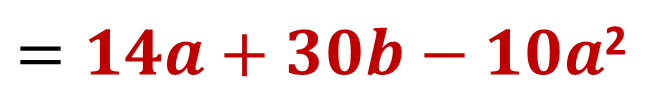 = 14a + 30b − 10a²